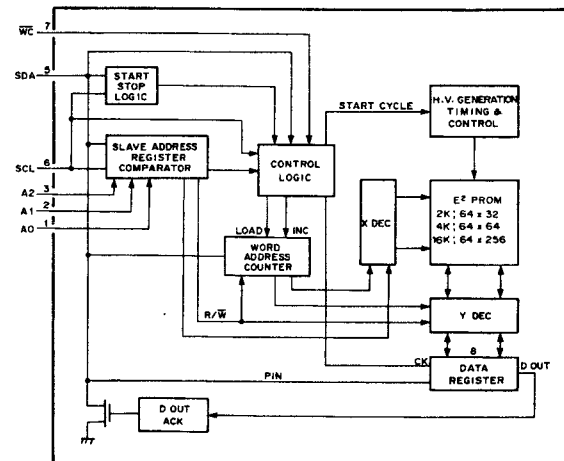 WC 7
SDA 5
START
STOP
LOGIC
START CYCLE
H.V. GENERATION
TIMING &
CONTROL
SCL 6
SLAVE ADDRESS
REGISTER
COMPARATOR
CONTROL
LOGIC
A2 3
A1 2
A0 1
X DEC
E² PROM
2K; 64 x 32
4K; 64 x 64
16K; 64 x 256
LOAD INC
WORD
ADDRESS
COUNTER
R/W
Y DEC
8
CK
DATA
REGISTER
D OUT
PIN
D OUT
ACK